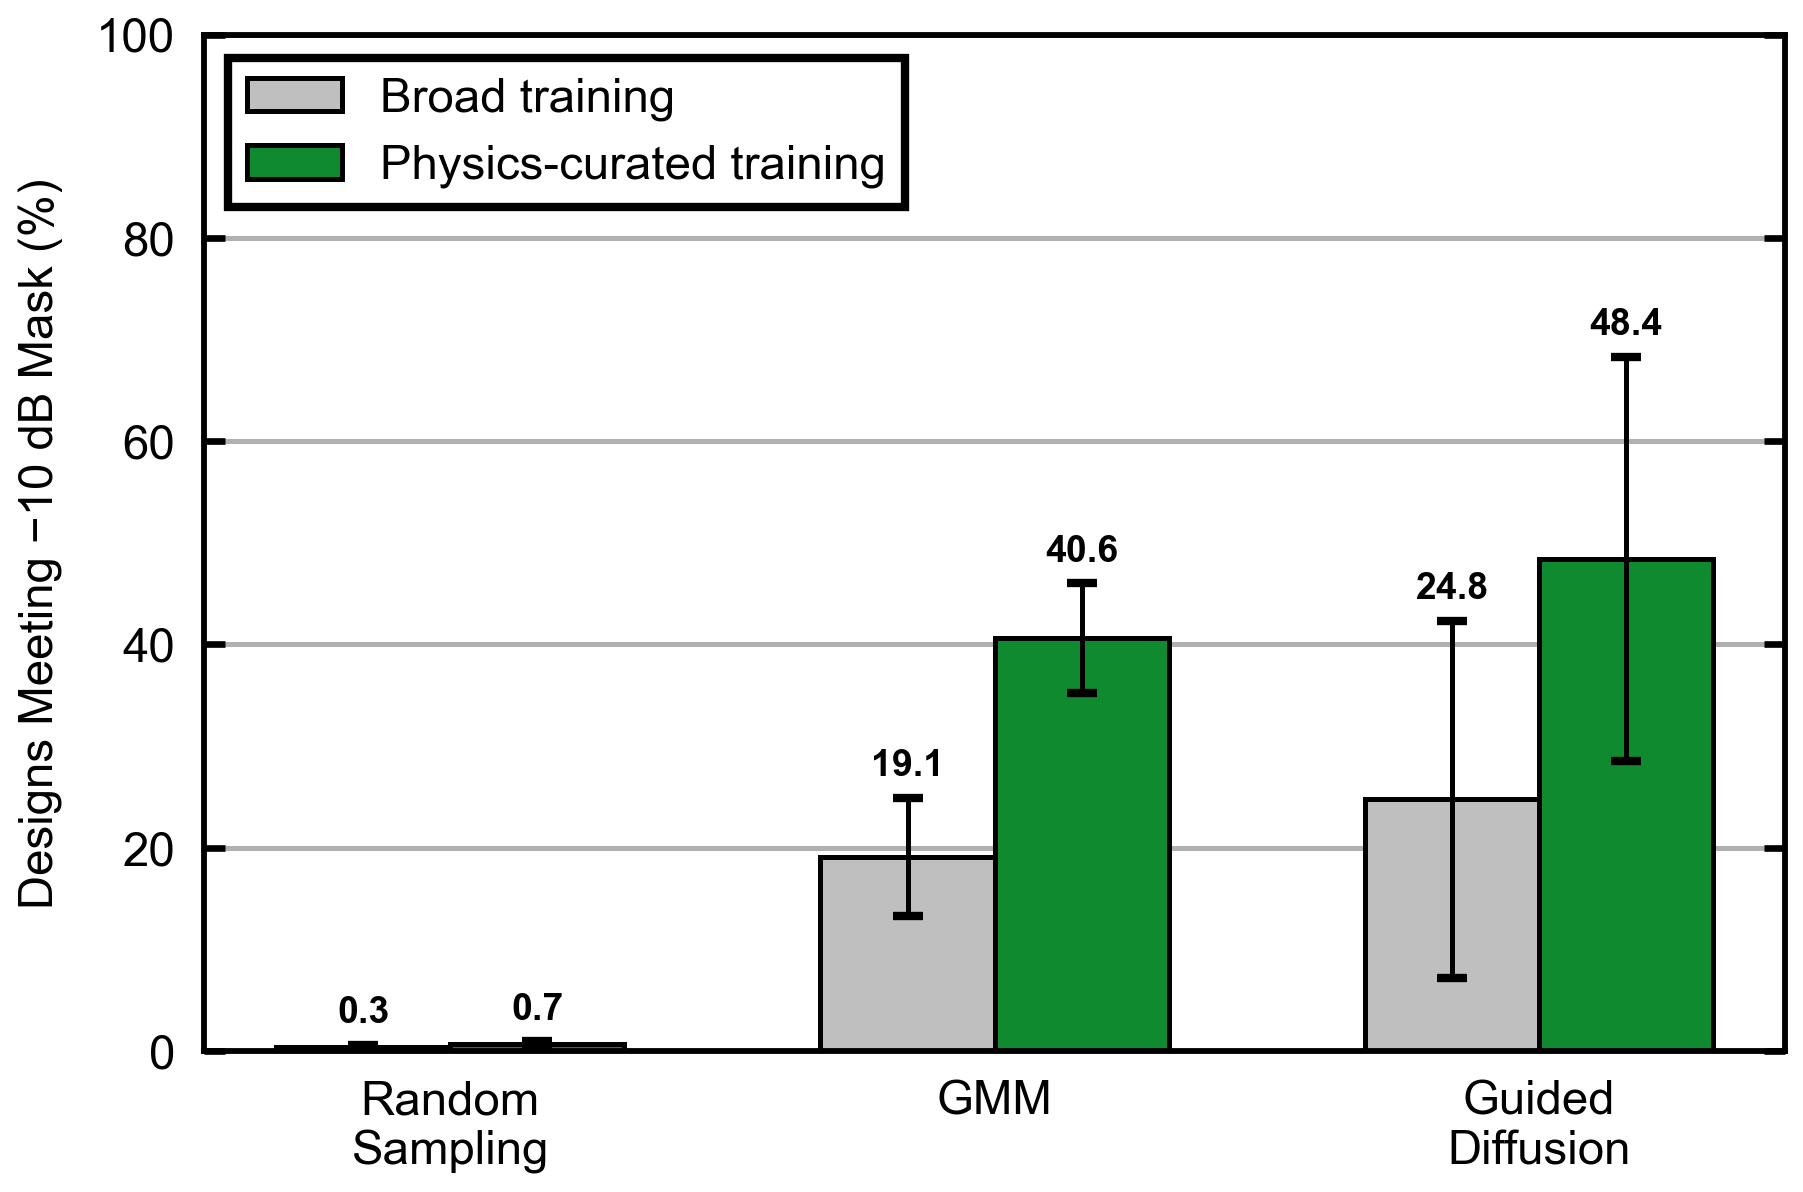 Designs Meeting −10 dB Mask (%)
100
80
60
40
20
0
Broad training
Physics-curated training
0.3
0.7
19.1
40.6
24.8
48.4
Random
Sampling
GMM
Guided
Diffusion